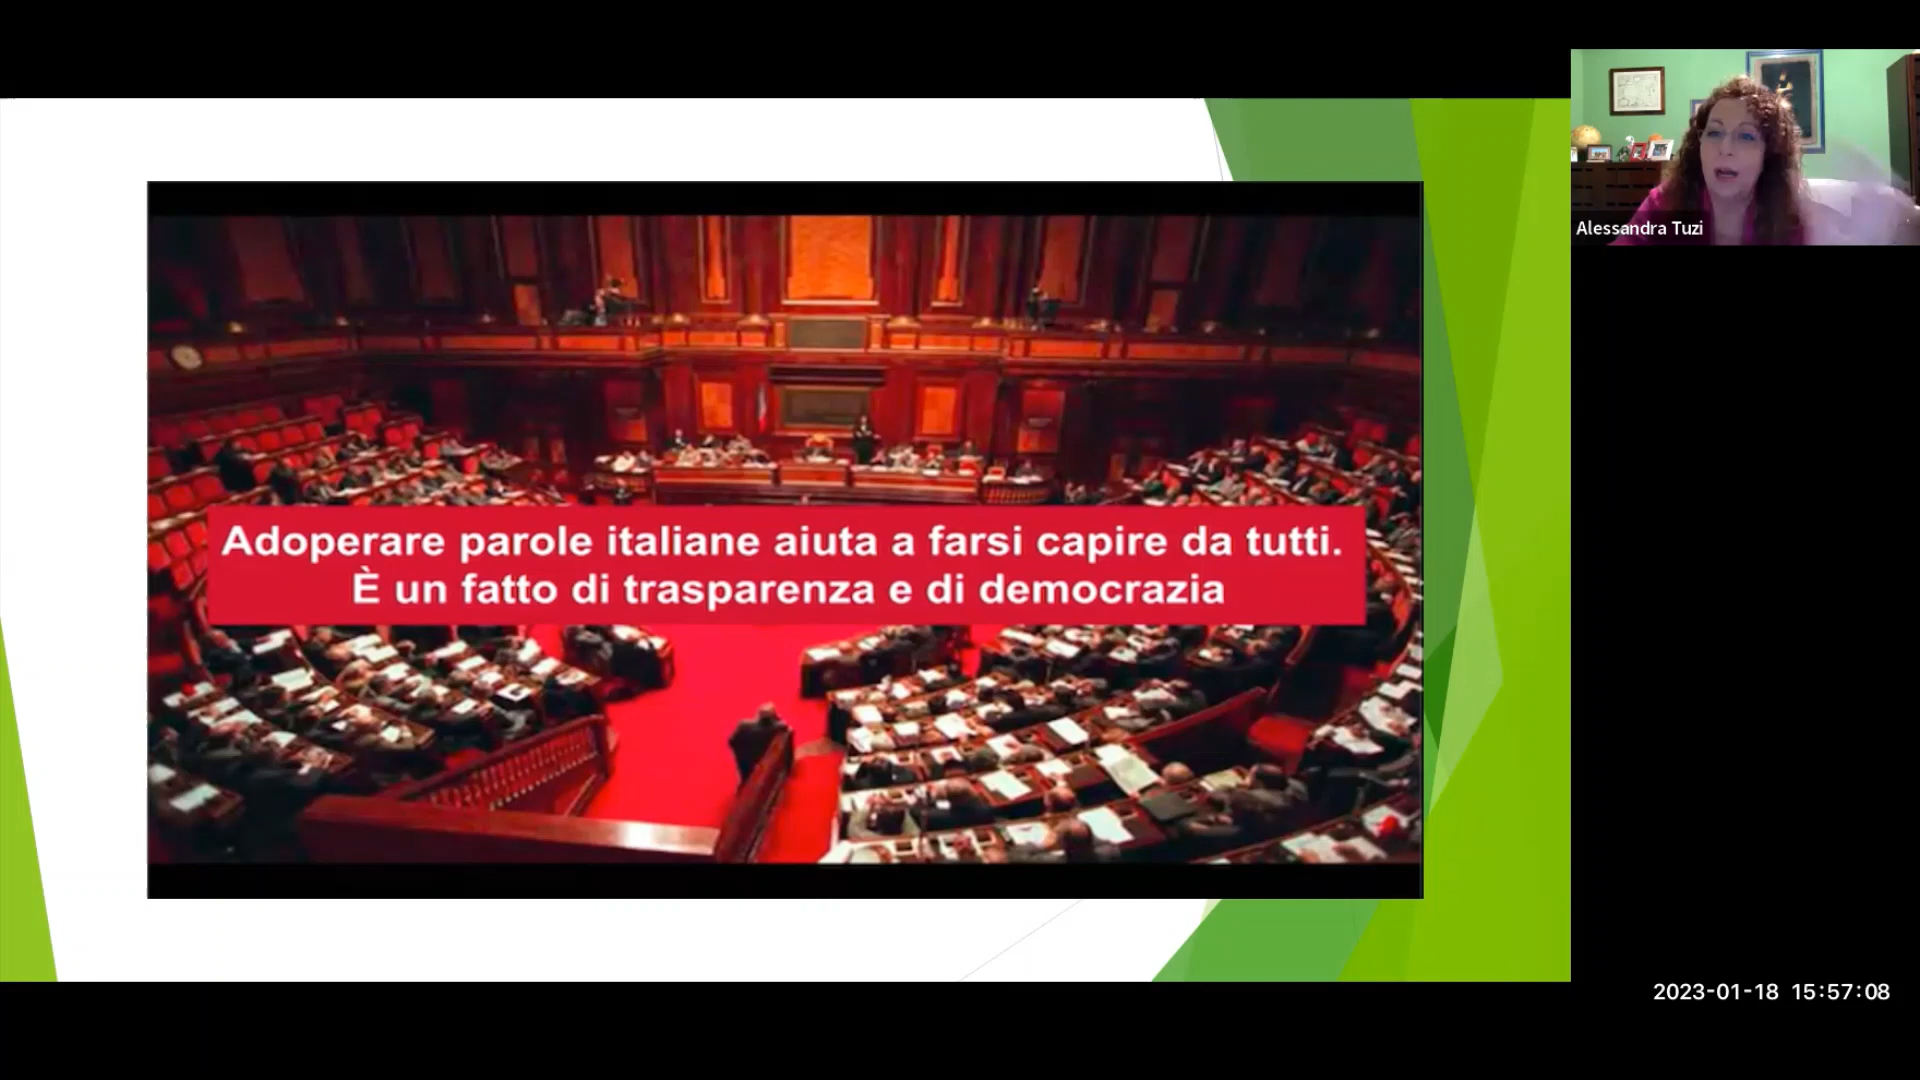 Adoperare parole italiane aiuta a farsi capire da tutti.
È un fatto di trasparenza e di democrazia
Alessandra Tuzi
2023-01-18 15:57:08